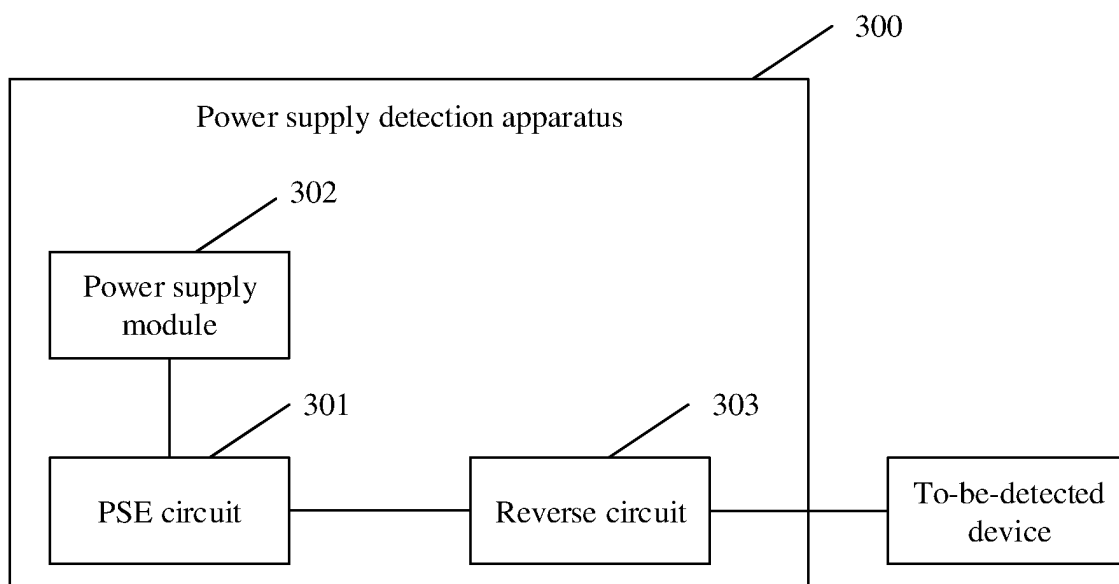 300
Power supply detection apparatus
302
Power supply
module
301
303
PSE circuit
Reverse circuit
To-be-detected
device